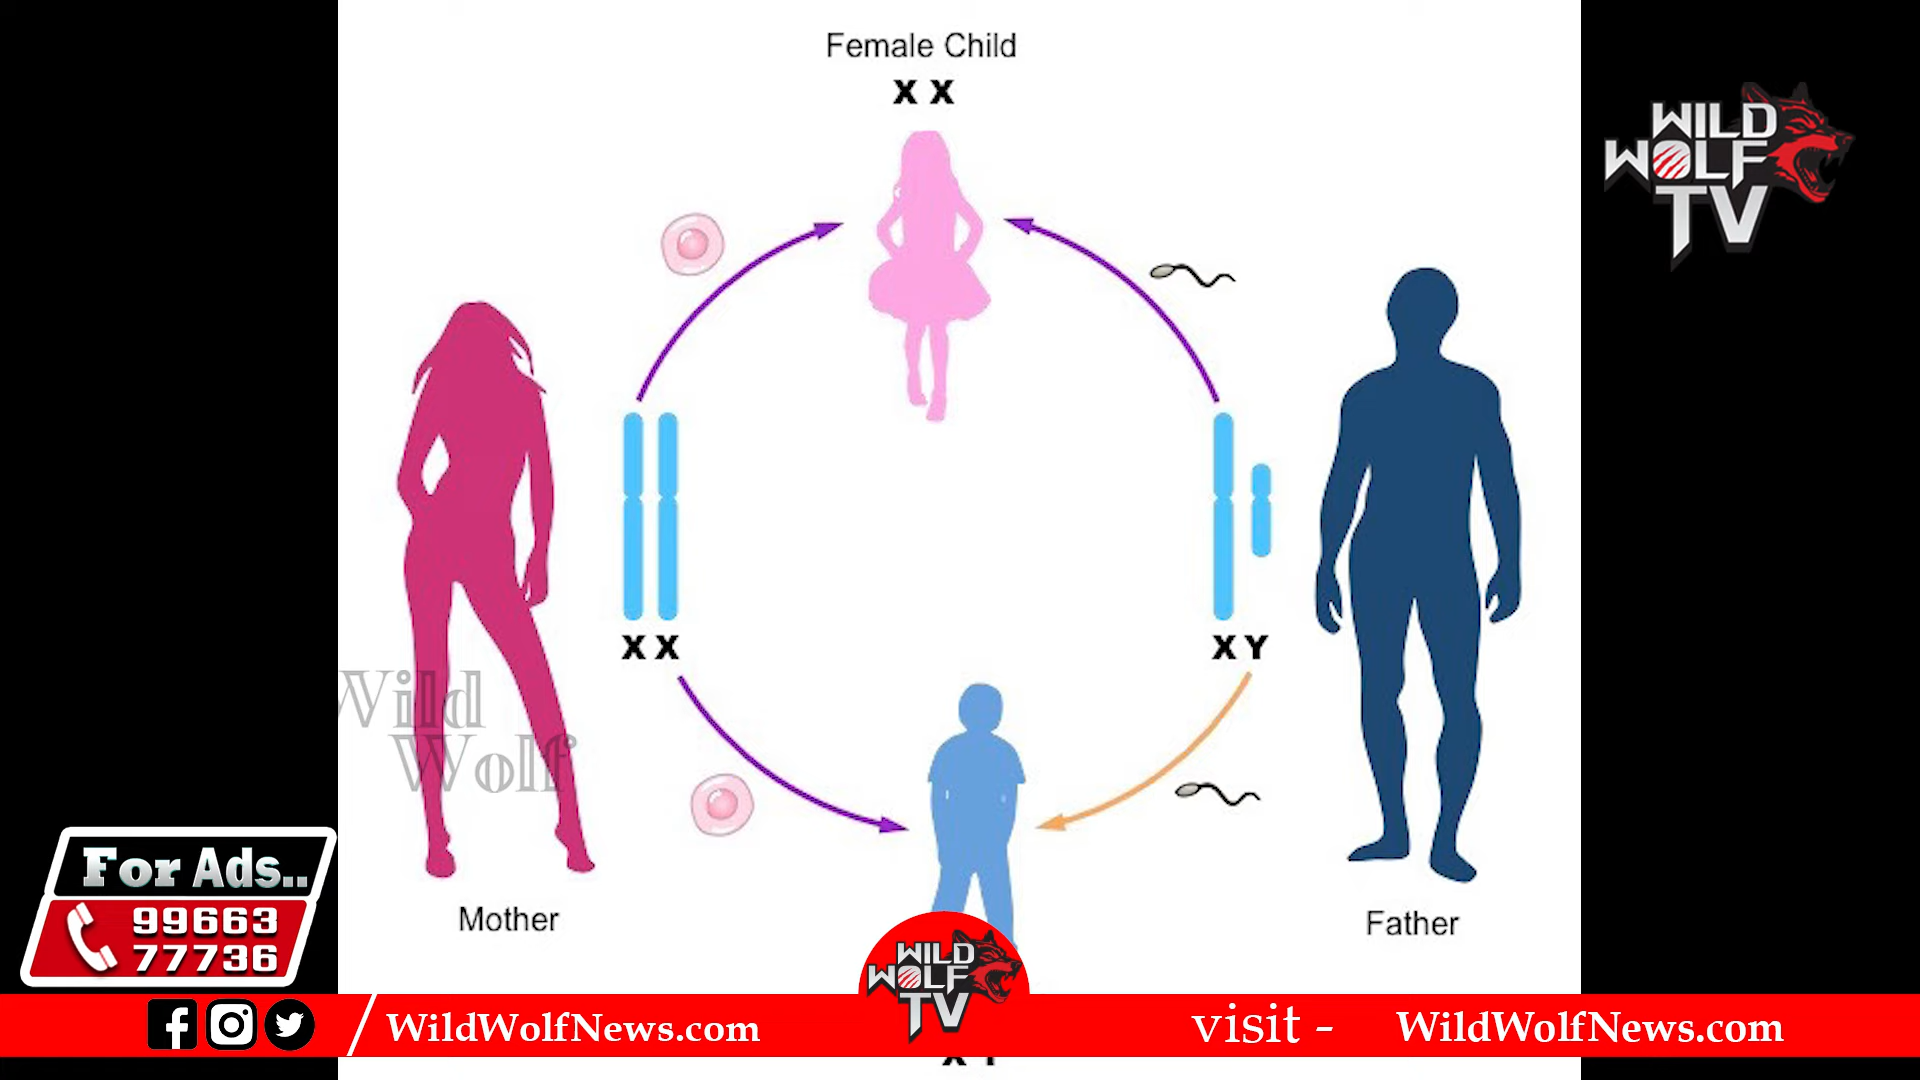 Female Child
X X
WILD
WOLF
TV
X X
X Y
Wild
Wolf
Mother
Father
For Ads..
99663
77736
WILD
WOLF
TV
WildWolfNews.com
visit - WildWolfNews.com